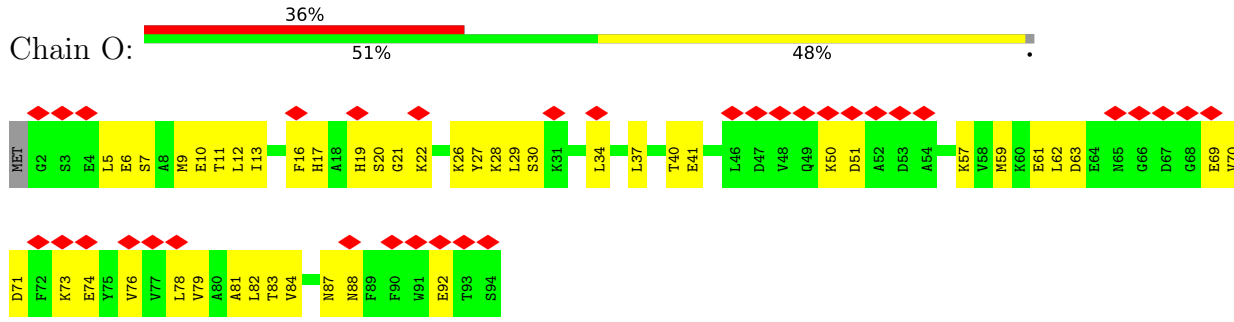 36%
Chain O:
51% 48% .
MET G2 S3 E4 L5 E6 S7 A8 M9 E10 T11 L12 I13 F16 H17 A18 H19 S20 G21 K22 K26 Y27 K28 L29 S30 K31 L34 L37 T40 E41 L46 D47 V48 Q49 K50 D51 A52 D53 A54 K57 V58 M59 K60 E61 L62 D63 E64 N65 G66 D67 G68 E69 V70
D71 F72 K73 E74 Y75 V76 V77 L78 V79 A80 A81 L82 T83 V84 N87 N88 F89 F90 W91 E92 T93 S94